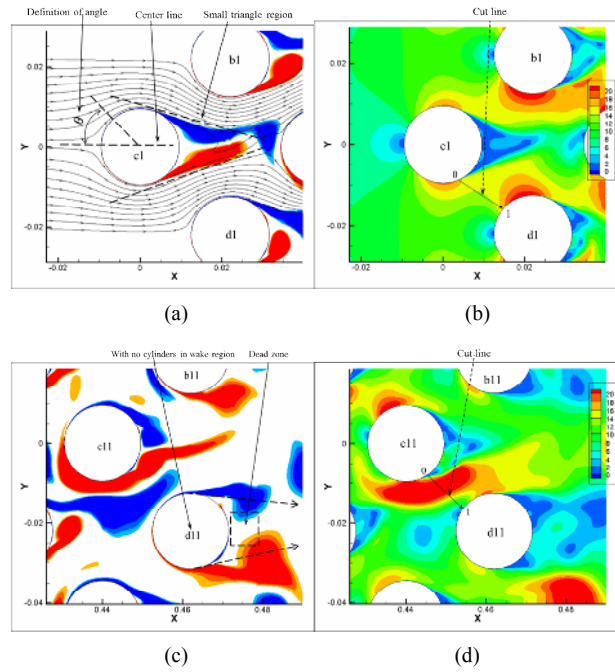 Definition of angle
Center line
Small triangle region
b1
c1
θ
Y
0.02
0
-0.02
-0.02
0
0.02
X
(a)
Cut line
b1
c1
d1
0
1
20
18
16
14
12
10
8
6
4
2
0
Y
0.02
0
-0.02
-0.02
0
0.02
X
(b)
d1
With no cylinders in wake region
Dead zone
b11
c11
d11
Y
0
-0.02
-0.04
0.44
0.46
0.48
X
(c)
Cut line
b11
c11
d11
0
1
20
18
16
14
12
10
8
6
4
2
0
Y
0
-0.02
-0.04
0.44
0.46
0.48
X
(d)